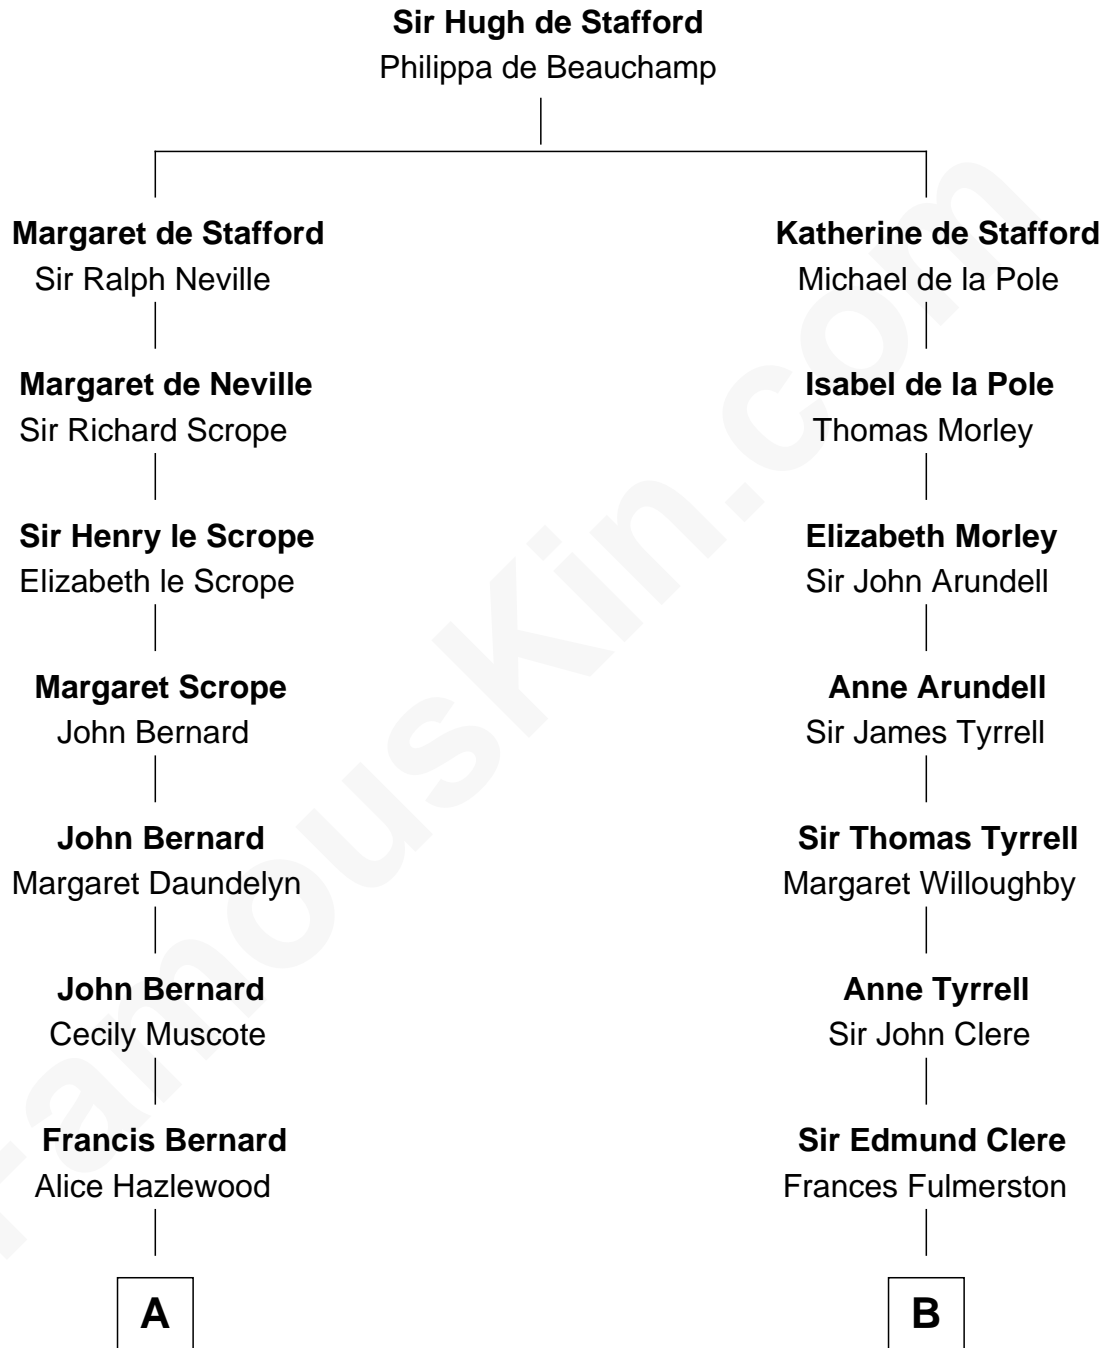 Sir Hugh de Stafford
Philippa de Beauchamp
Margaret de Stafford
Sir Ralph Neville
Katherine de Stafford
Michael de la Pole
Margaret de Neville
Sir Richard Scrope
Isabel de la Pole
Thomas Morley
Sir Henry le Scrope
Elizabeth le Scrope
Elizabeth Morley
Sir John Arundell
Margaret Scrope
John Bernard
Anne Arundell
Sir James Tyrrell
John Bernard
Margaret Daundelyn
Sir Thomas Tyrrell
Margaret Willoughby
John Bernard
Cecily Muscote
Anne Tyrrell
Sir John Clere
Francis Bernard
Alice Hazlewood
Sir Edmund Clere
Frances Fulmerston
A
B
FamousKin.com